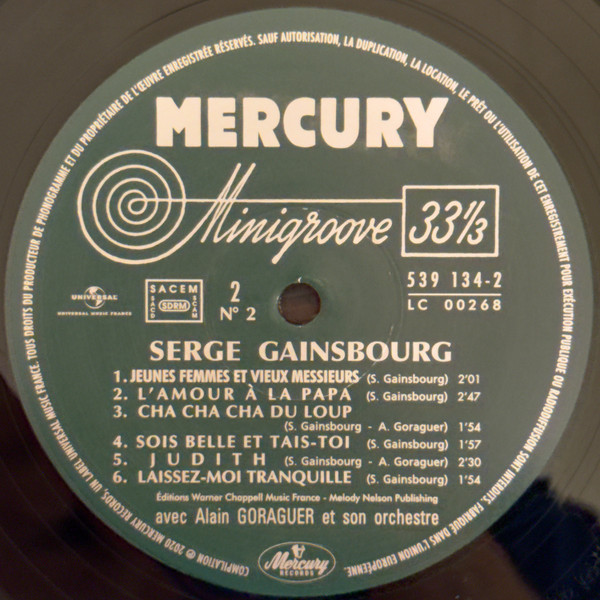 TOUS DROITS DU PRODUCTEUR DE PHONOGRAMME ET DU PROPRIÉTAIRE DE L'ŒUVRE ENREGISTRÉE RÉSERVÉS. SAUF AUTORISATION, LA DUPLICATION, LA LOCATION, LE PRÊT OU L'UTILISATION DE CET ENREGISTREMENT POUR EXÉCUTION PUBLIQUE OU RADIODIFFUSION SONT INTERDITS. FABRIQUÉ DANS L'UNION EUROPÉENNE.
MERCURY
Minigroove 33 1/3
UNIVERSAL
UNIVERSAL MUSIC FRANCE
SACEM
SACD SDRM SCAM
2
N° 2
539 134-2
LC 00268
SERGE GAINSBOURG
1. JEUNES FEMMES ET VIEUX MESSIEURS (S. Gainsbourg) 2'01
2. L'AMOUR À LA PAPA (S. Gainsbourg) 2'47
3. CHA CHA CHA DU LOUP
(S. Gainsbourg - A. Goraguer) 1'54
4. SOIS BELLE ET TAIS-TOI (S. Gainsbourg) 1'57
5. JUDITH (S. Gainsbourg - A. Goraguer) 2'30
6. LAISSEZ-MOI TRANQUILLE (S. Gainsbourg) 1'54
Éditions Warner Chappell Music France - Melody Nelson Publishing
avec Alain GORAGUER et son orchestre
Mercury
RECORDS
COMPILATION ℗ 2020 MERCURY RECORDS, UN LABEL UNIVERSAL MUSIC FRANCE.